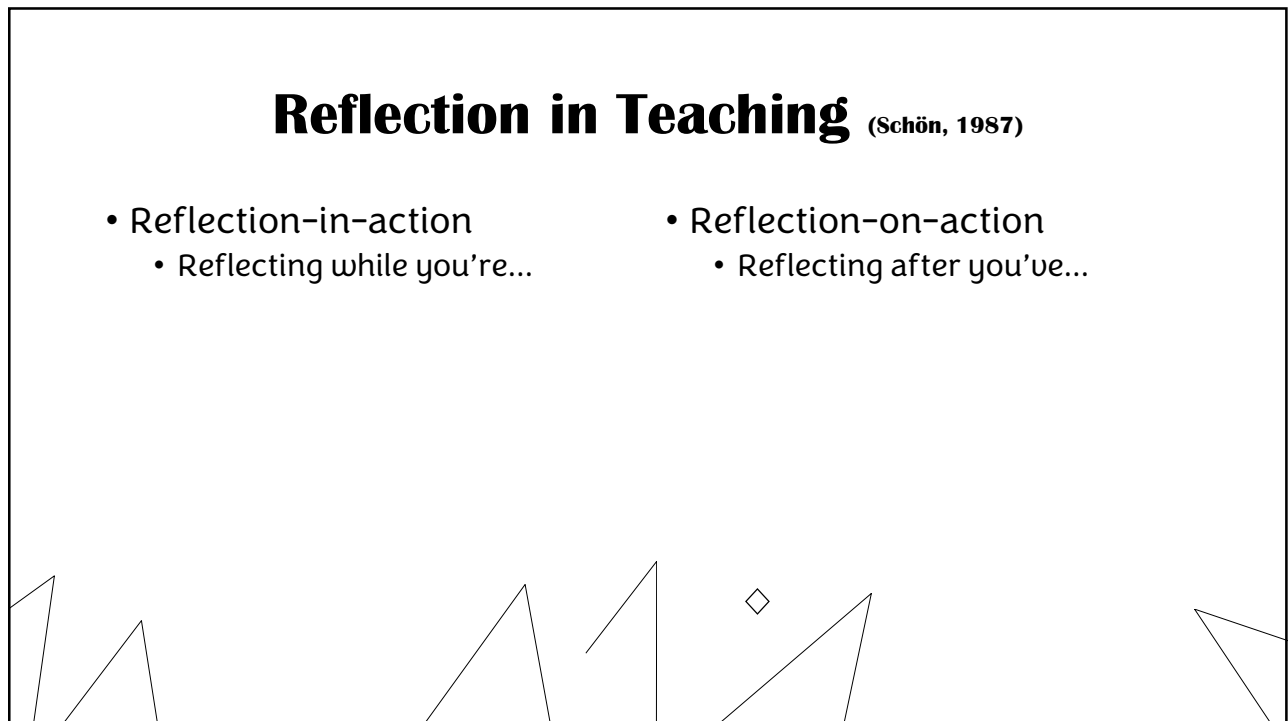 Reflection in Teaching (Schön, 1987)
• Reflection-in-action
• Reflecting while you're...
• Reflection-on-action
• Reflecting after you've...